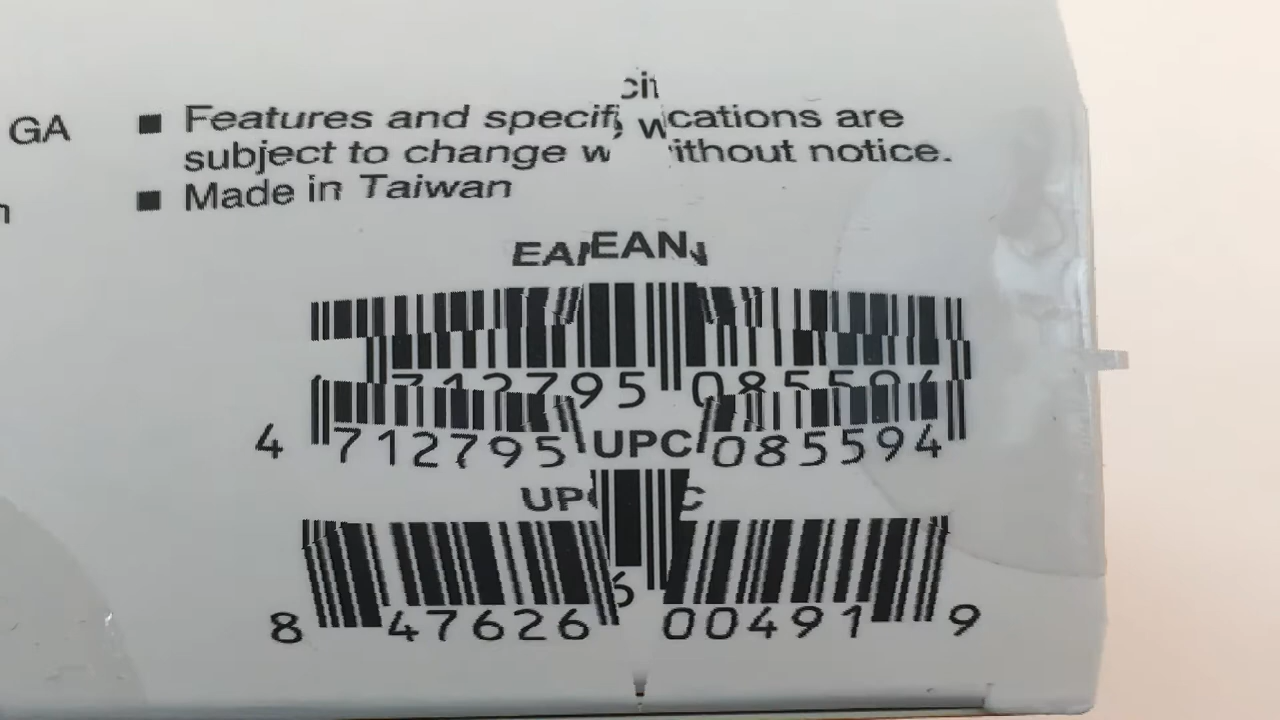 GA
■ Features and specifications are
subject to change without notice.
■ Made in Taiwan
EAN
4 712795 085594
UPC
8 47626 00491 9